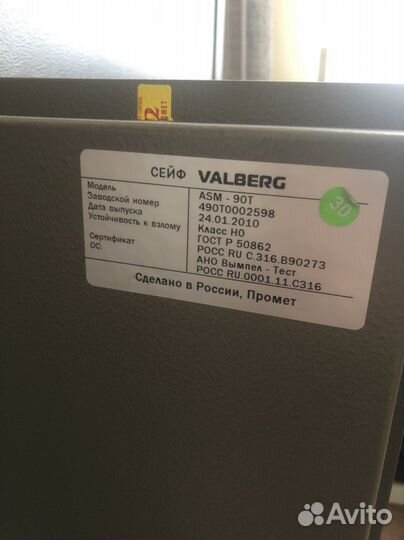 СЕЙФ VALBERG
Модель ASM - 90T
Заводской номер 490T0002598
Дата выпуска 24.01.2010
Устойчивость к взлому Класс Н0
ГОСТ Р 50862
Сертификат РОСС RU C.316.B90273
ОС: АНО Вымпел - Тест
РОСС RU.0001.11.С316
Сделано в России, Промет
30
Avito